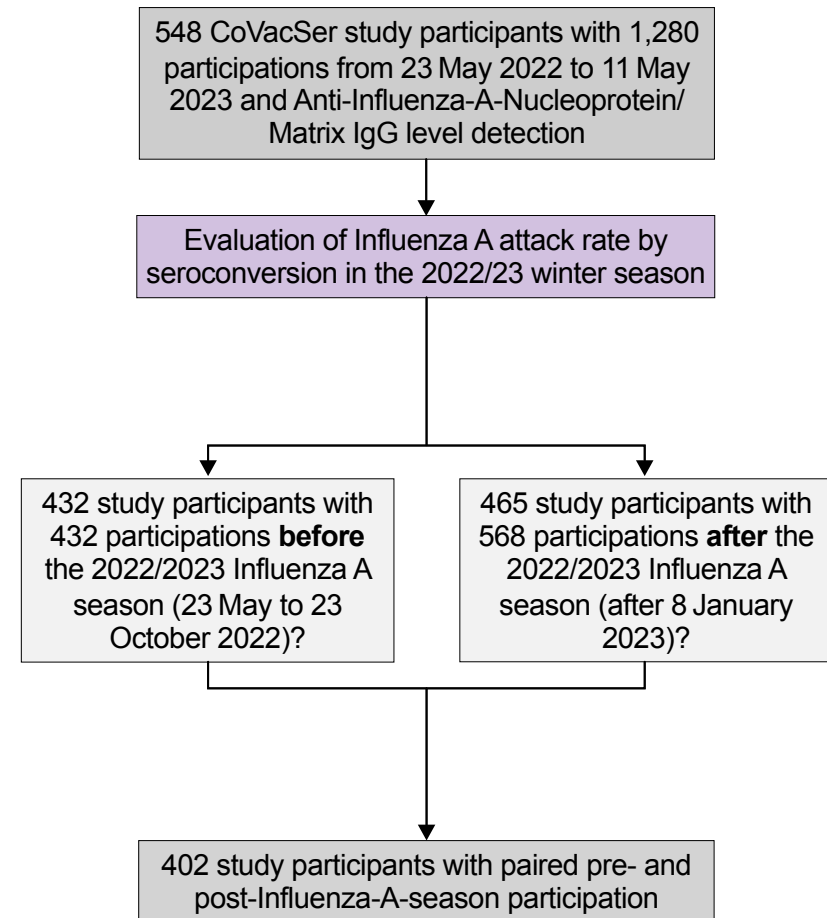 548 CoVacSer study participants with 1,280
participations from 23 May 2022 to 11 May
2023 and Anti-Influenza-A-Nucleoprotein/
Matrix IgG level detection
Evaluation of Influenza A attack rate by
seroconversion in the 2022/23 winter season
432 study participants with
432 participations before
the 2022/2023 Influenza A
season (23 May to 23
October 2022)?
465 study participants with
568 participations after the
2022/2023 Influenza A
season (after 8 January
2023)?
402 study participants with paired pre- and
post-Influenza-A-season participation